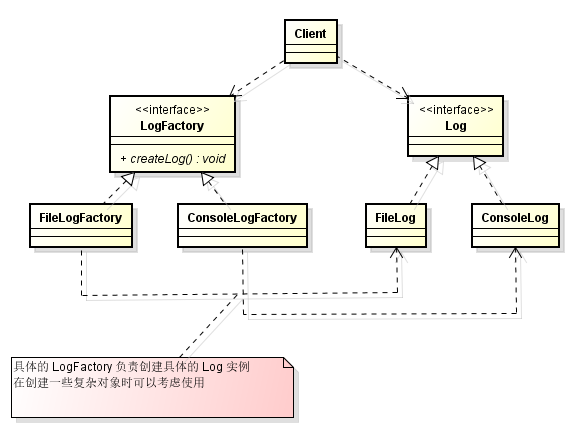 Client
<<interface>>
LogFactory
+ createLog() : void
<<interface>>
Log
FileLogFactory
ConsoleLogFactory
FileLog
ConsoleLog
具体的 LogFactory 负责创建具体的 Log 实例
在创建一些复杂对象时可以考虑使用